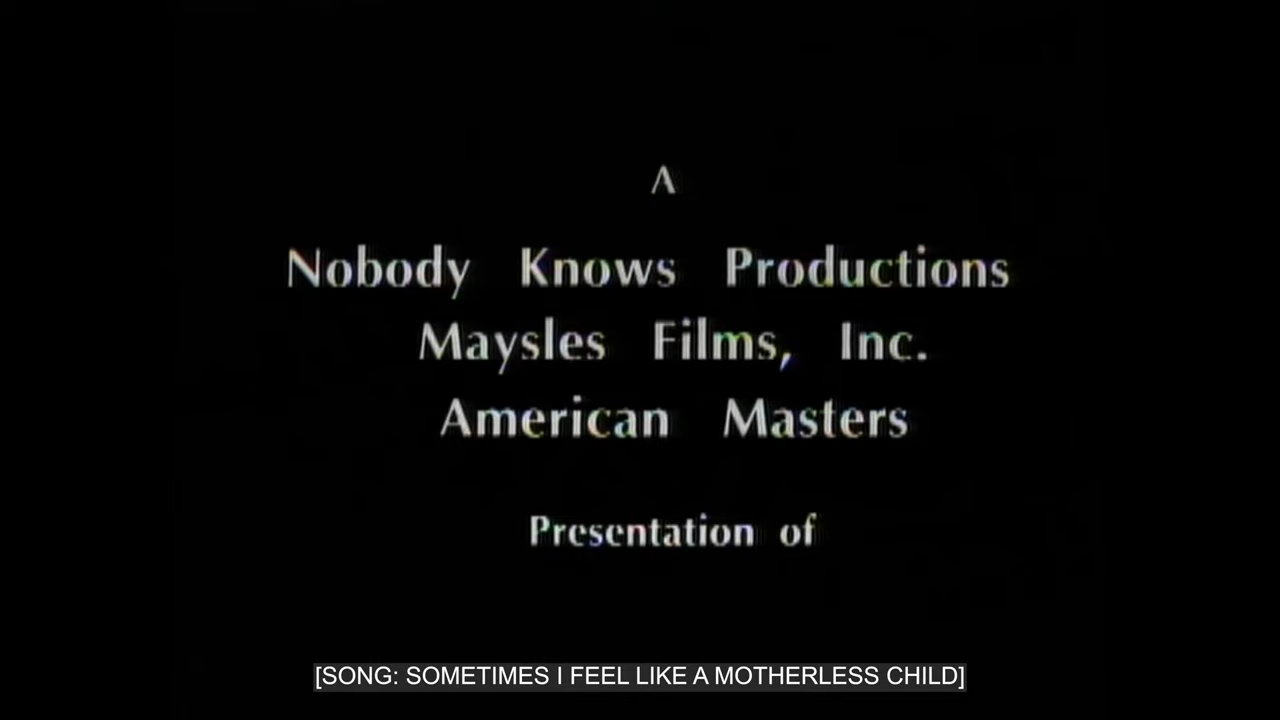 A
Nobody Knows Productions
Maysles Films, Inc.
American Masters
Presentation of
[SONG: SOMETIMES I FEEL LIKE A MOTHERLESS CHILD]